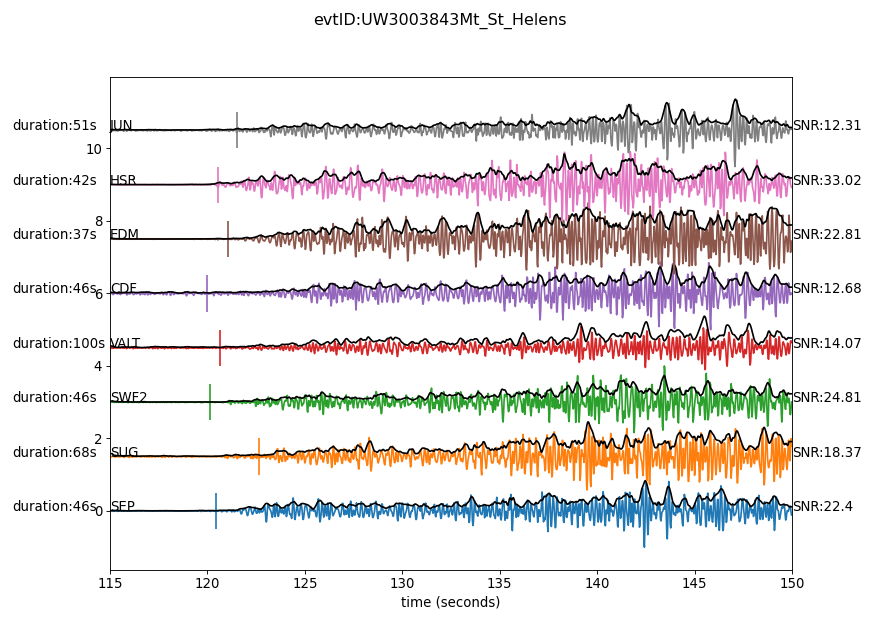 evtID:UW3003843Mt_St_Helens
duration:51s JUN SNR:12.31
10
duration:42s HSR SNR:33.02
8
duration:37s EDM SNR:22.81
duration:46s CDF SNR:12.68
6
duration:100s VALT SNR:14.07
4
duration:46s SWF2 SNR:24.81
2
duration:68s SUG SNR:18.37
duration:46s SEP SNR:22.4
0
115 120 125 130 135 140 145 150
time (seconds)